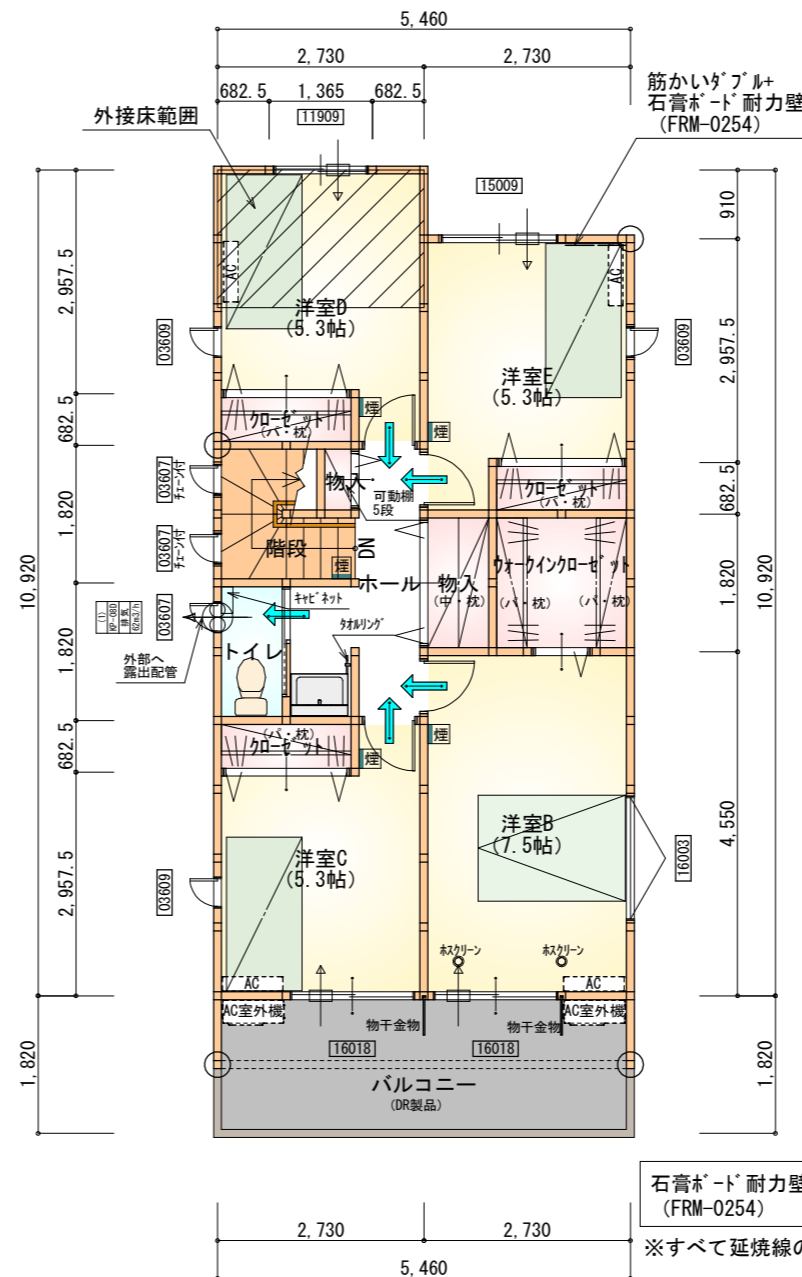 5,460
2,730
2,730
682.5
1,365
682.5
筋かいダブル+
石膏ボード耐力壁
(FRM-0254)
外接床範囲
11909
15009
910
AC
AC
2,957.5
洋室D
(5.3帖)
03609
03609
洋室E
(5.3帖)
2,957.5
682.5
クローゼット
(パ・枕)
煙
煙
10,920
10,920
03607
チェーン付
物入
可動棚
5段
クローゼット
(パ・枕)
682.5
1,820
03607
チェーン付
階段
煙
DN
ホール
物入
(中・枕)
ウォークインクローゼット
(パ・枕)
(パ・枕)
1,820
(1)
排気
03607
キャビネット
タオルリング
外部へ
露出配管
トイレ
1,820
682.5
(パ・枕)
クローゼット
煙
煙
洋室C
(5.3帖)
洋室B
(7.5帖)
4,550
16003
03609
2,957.5
ホスクリーン
ホスクリーン
AC
AC
AC室外機
AC室外機
物干金物
物干金物
16018
16018
1,820
1,820
バルコニー
(DR製品)
石膏ボード耐力壁
(FRM-0254)
※すべて延焼線の
2,730
2,730
5,460